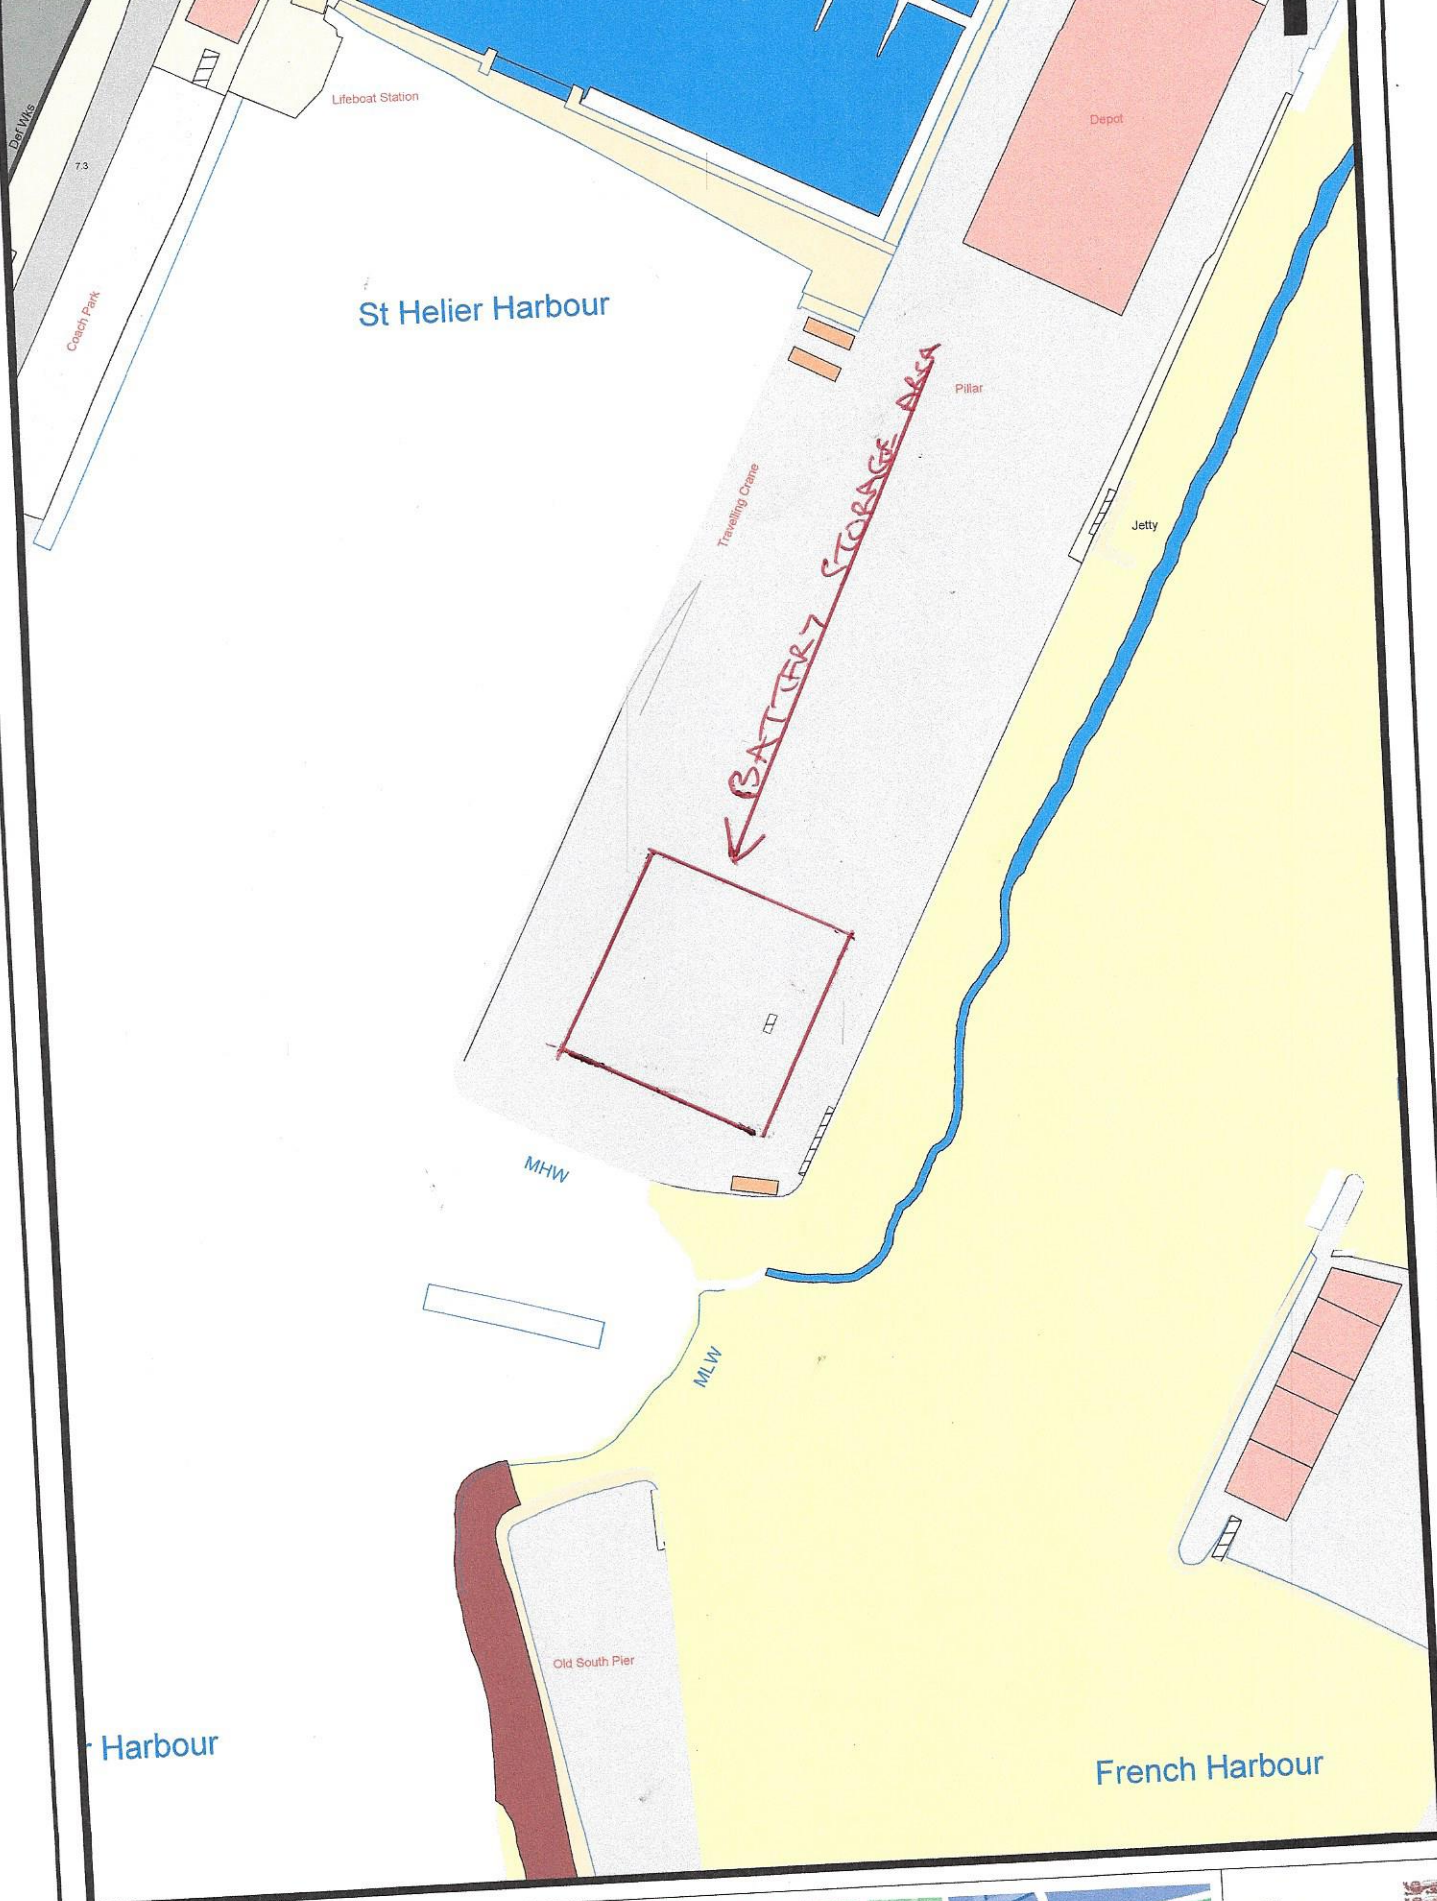 Def Wks
7.3
Lifeboat Station
Depot
Coach Park
St Helier Harbour
Pillar
Travelling Crane
BATTERY STORAGE AREA
Jetty
MHW
MLW
Old South Pier
r Harbour
French Harbour